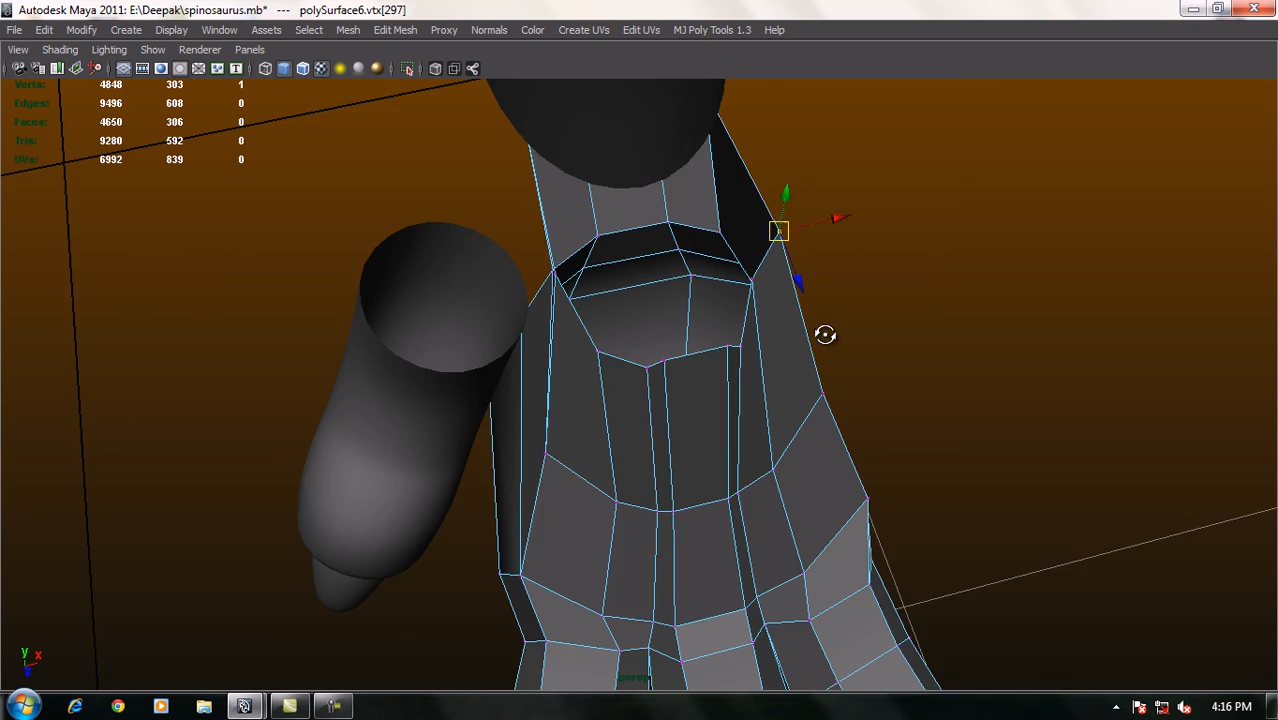 Autodesk Maya 2011: E:\Deepak\spinosaurus.mb* --- polySurface6.vtx[297]
File Edit Modify Create Display Window Assets Select Mesh Edit Mesh Proxy Normals Color Create UVs Edit UVs MJ Poly Tools 1.3 Help
View Shading Lighting Show Renderer Panels
Verts: 4848 303 1
Edges: 9496 608 0
Faces: 4650 306 0
Tris: 9280 592 0
UVs: 6992 839 0
y
x
z
persp
4:16 PM